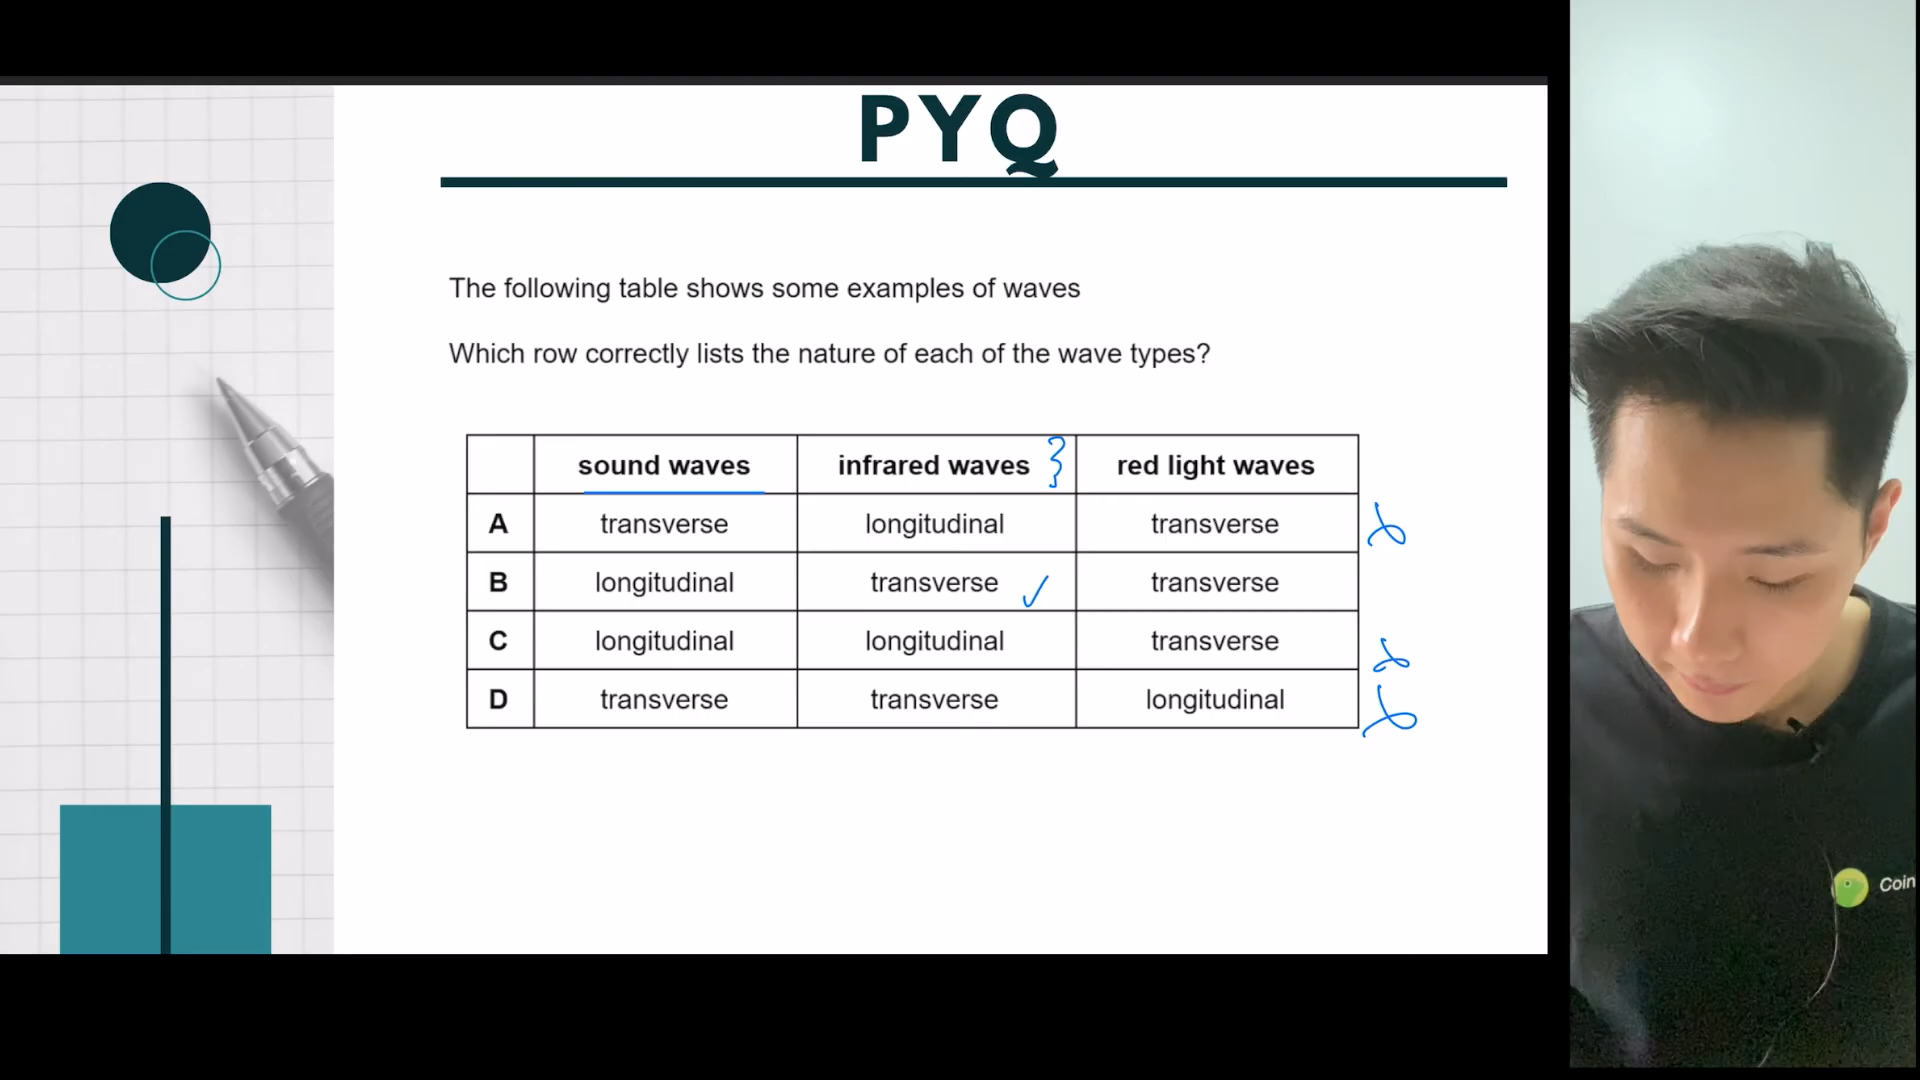 PYQ
The following table shows some examples of waves
Which row correctly lists the nature of each of the wave types?
sound waves infrared waves red light waves
A transverse longitudinal transverse
B longitudinal transverse transverse
C longitudinal longitudinal transverse
D transverse transverse longitudinal
Coin